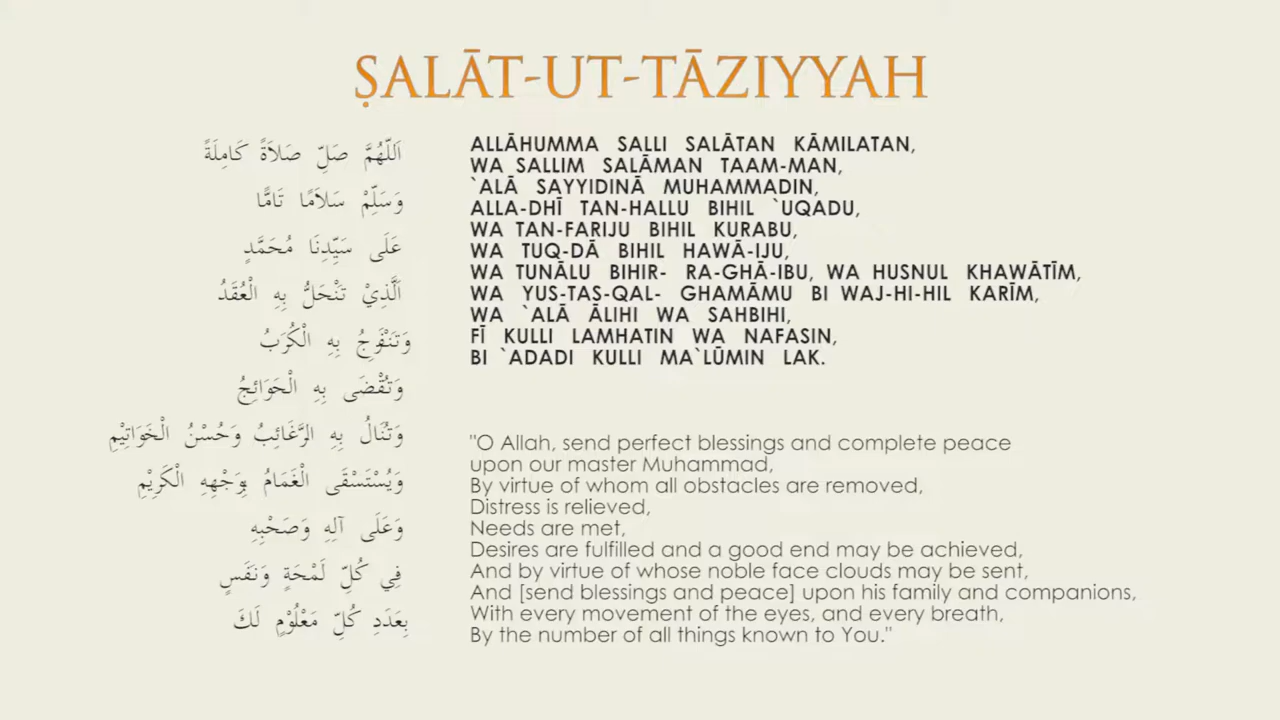 ṢALĀT-UT-TĀZIYYAH
اَللّٰهُمَّ صَلِّ صَلاَةً كَامِلَةً
وَسَلِّمْ سَلاَمًا تَامًّا
عَلَى سَيِّدِنَا مُحَمَّدٍ
اَلَّذِيْ تَنْحَلُّ بِهِ الْعُقَدُ
وَتَنْفَرِجُ بِهِ الْكُرَبُ
وَتُقْضَى بِهِ الْحَوَائِجُ
وَتُنَالُ بِهِ الرَّغَائِبُ وَحُسْنُ الْخَوَاتِيْمِ
وَيُسْتَسْقَى الْغَمَامُ بِوَجْهِهِ الْكَرِيْمِ
وَعَلَى آلِهِ وَصَحْبِهِ
فِي كُلِّ لَمْحَةٍ وَنَفَسٍ
بِعَدَدِ كُلِّ مَعْلُوْمٍ لَكَ
ALLĀHUMMA SALLI SALĀTAN KĀMILATAN,
WA SALLIM SALĀMAN TAAM-MAN,
`ALĀ SAYYIDINĀ MUHAMMADIN,
ALLA-DHĪ TAN-HALLU BIHIL `UQADU,
WA TAN-FARIJU BIHIL KURABU,
WA TUQ-DĀ BIHIL HAWĀ-IJU,
WA TUNĀLU BIHIR- RA-GHĀ-IBU, WA HUSNUL KHAWĀTĪM,
WA YUS-TAS-QAL- GHAMĀMU BI WAJ-HI-HIL KARĪM,
WA `ALĀ ĀLIHI WA SAHBIHI,
FĪ KULLI LAMHATIN WA NAFASIN,
BI `ADADI KULLI MA`LŪMIN LAK.
"O Allah, send perfect blessings and complete peace
upon our master Muhammad,
By virtue of whom all obstacles are removed,
Distress is relieved,
Needs are met,
Desires are fulfilled and a good end may be achieved,
And by virtue of whose noble face clouds may be sent,
And [send blessings and peace] upon his family and companions,
With every movement of the eyes, and every breath,
By the number of all things known to You."